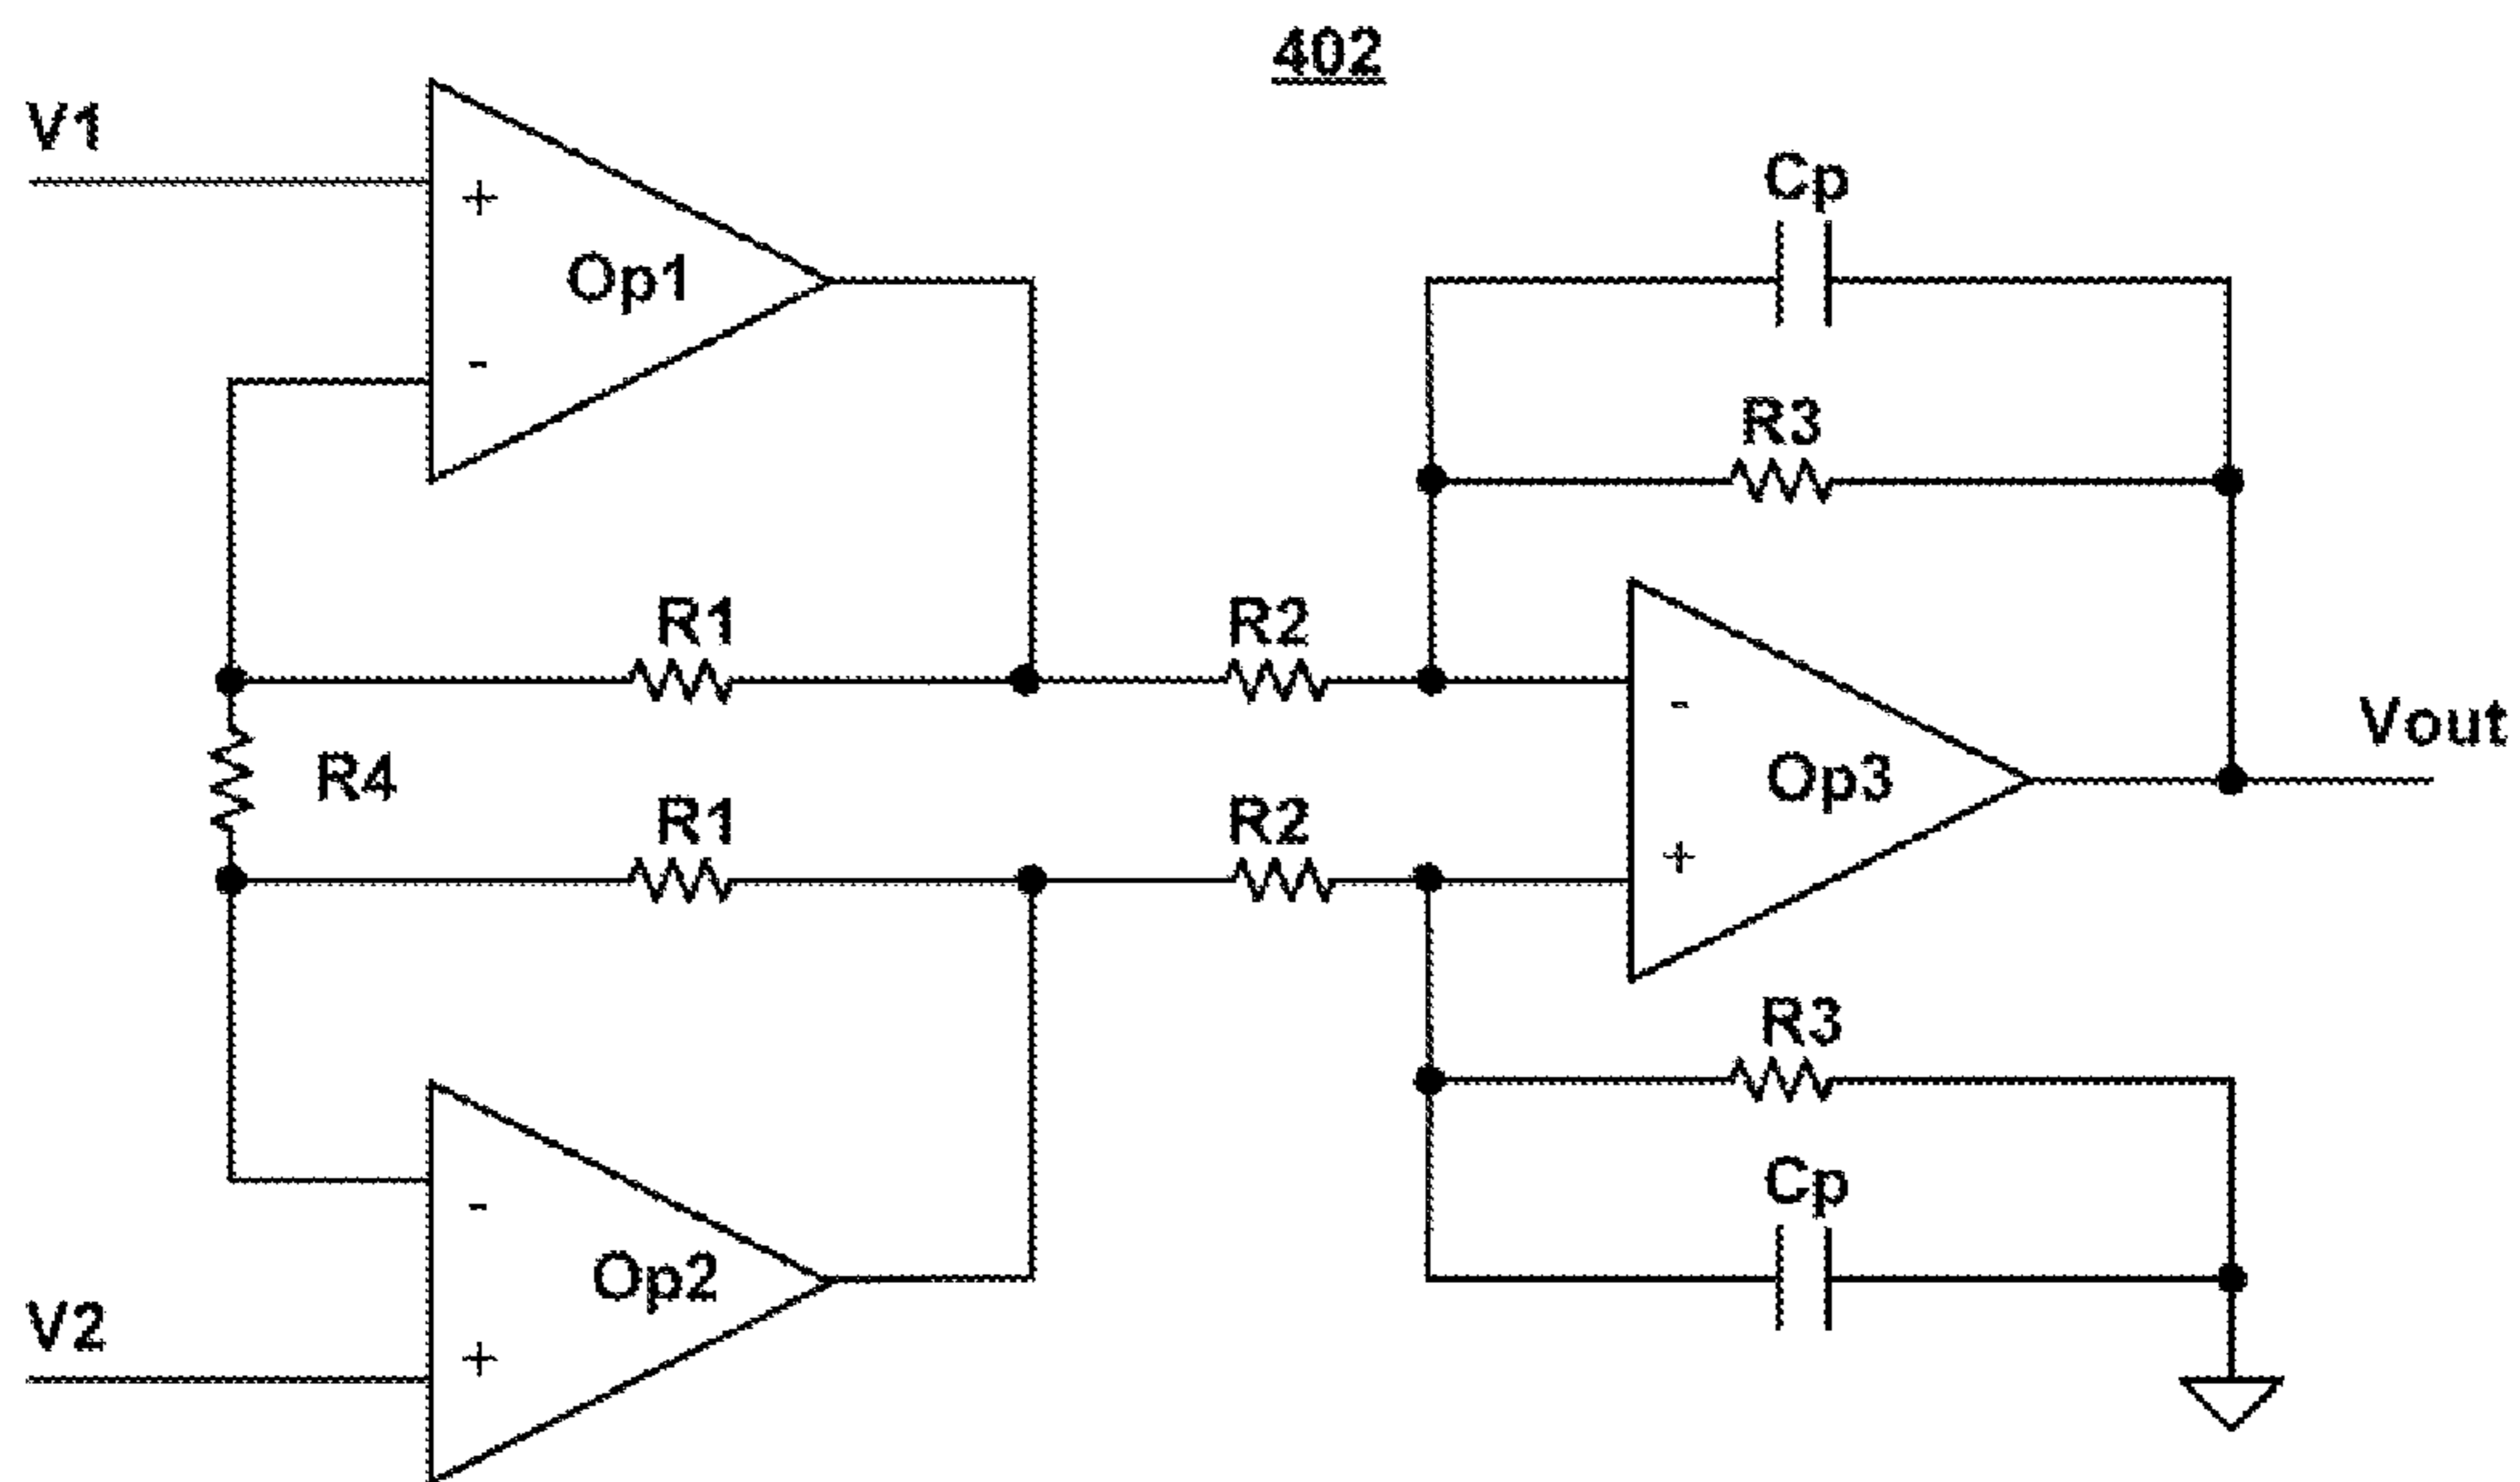 402
V1
+
Op1
-
Cp
R3
R1
R2
-
Vout
R4
Op3
R1
R2
+
R3
Cp
-
Op2
V2
+